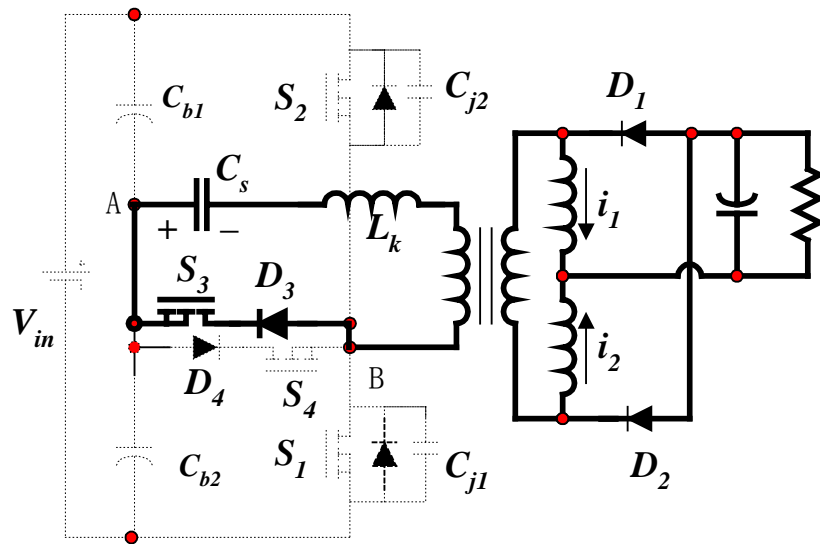 C_b1
S_2
C_j2
D_1
A
C_s
+ −
L_k
i_1
S_3
D_3
V_in
i_2
D_4
S_4
B
C_b2
S_1
C_j1
D_2